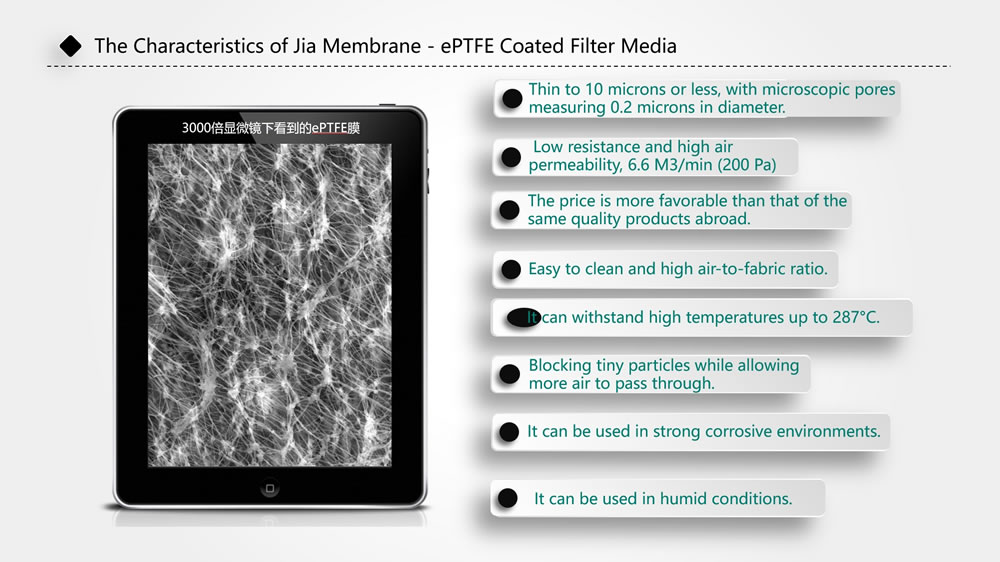 The Characteristics of Jia Membrane - ePTFE Coated Filter Media
3000倍显微镜下看到的ePTFE膜
Thin to 10 microns or less, with microscopic pores
measuring 0.2 microns in diameter.
Low resistance and high air
permeability, 6.6 M3/min (200 Pa)
The price is more favorable than that of the
same quality products abroad.
Easy to clean and high air-to-fabric ratio.
It can withstand high temperatures up to 287°C.
Blocking tiny particles while allowing
more air to pass through.
It can be used in strong corrosive environments.
It can be used in humid conditions.